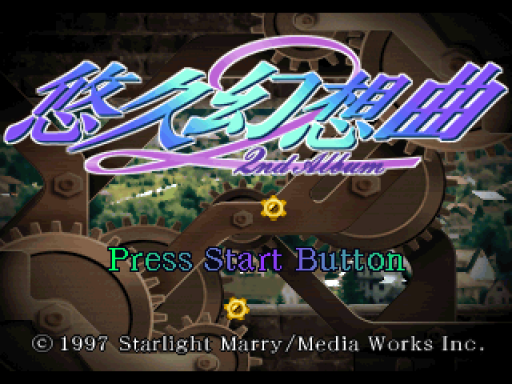 悠久幻想曲
2nd Album
Press Start Button
© 1997 Starlight Marry/Media Works Inc.